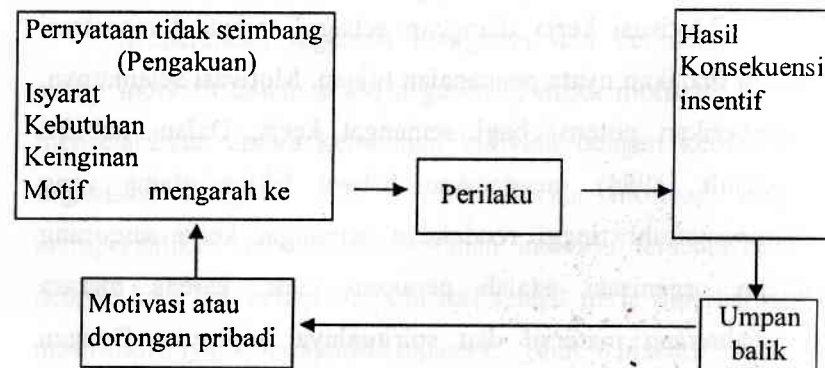 Pernyataan tidak seimbang
(Pengakuan)
Isyarat
Kebutuhan
Keinginan
Motif mengarah ke
Perilaku
Hasil
Konsekuensi
insentif
Umpan
balik
Motivasi atau
dorongan pribadi